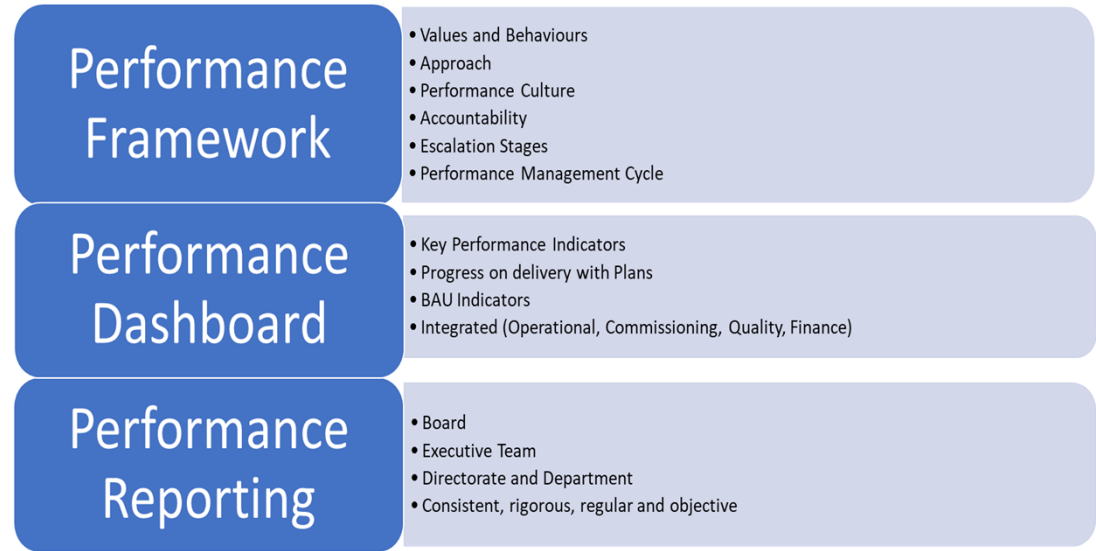 Performance
Framework
• Values and Behaviours
• Approach
• Performance Culture
• Accountability
• Escalation Stages
• Performance Management Cycle
Performance
Dashboard
• Key Performance Indicators
• Progress on delivery with Plans
• BAU Indicators
• Integrated (Operational, Commissioning, Quality, Finance)
Performance
Reporting
• Board
• Executive Team
• Directorate and Department
• Consistent, rigorous, regular and objective